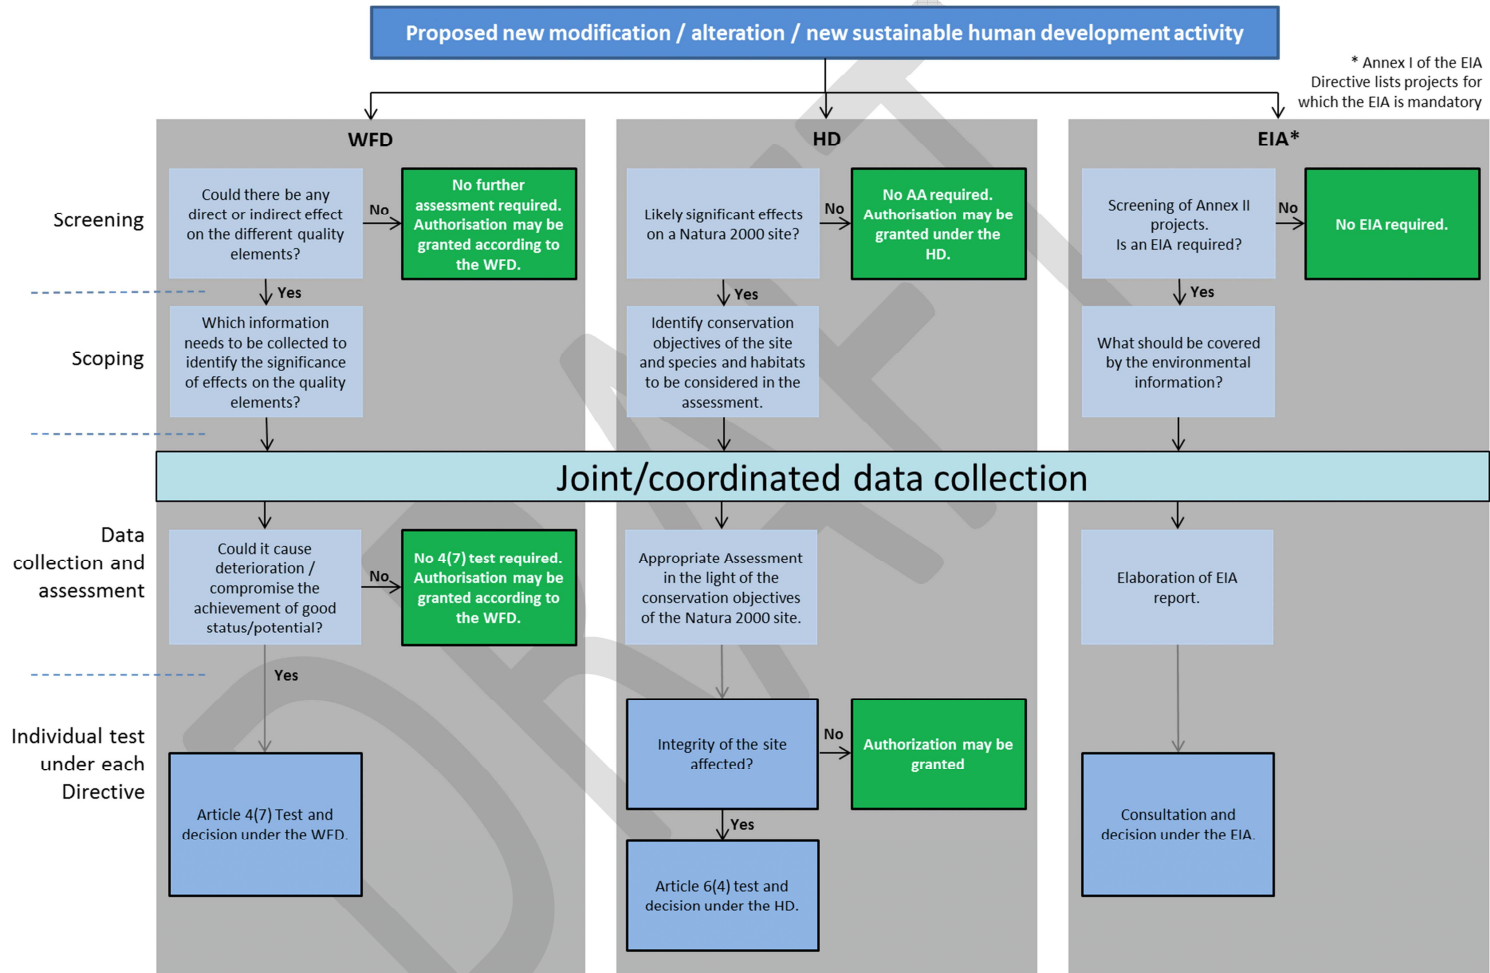 Proposed new modification / alteration / new sustainable human development activity
* Annex I of the EIA
Directive lists projects for
which the EIA is mandatory
WFD
HD
EIA*
Screening
Could there be any
direct or indirect effect
on the different quality
elements?
No
No further
assessment required.
Authorisation may be
granted according to
the WFD.
Likely significant effects
on a Natura 2000 site?
No
No AA required.
Authorisation may be
granted under the
HD.
Screening of Annex II
projects.
Is an EIA required?
No
No EIA required.
Yes
Yes
Yes
Scoping
Which information
needs to be collected to
identify the significance
of effects on the quality
elements?
Identify conservation
objectives of the site
and species and habitats
to be considered in the
assessment.
What should be covered
by the environmental
information?
Joint/coordinated data collection
Data
collection and
assessment
Could it cause
deterioration /
compromise the
achievement of good
status/potential?
No
No 4(7) test required.
Authorisation may be
granted according to
the WFD.
Appropriate Assessment
in the light of the
conservation objectives
of the Natura 2000 site.
Elaboration of EIA
report.
Yes
Individual test
under each
Directive
Article 4(7) Test and
decision under the WFD.
Integrity of the site
affected?
No
Authorization may be
granted
Yes
Article 6(4) test and
decision under the HD.
Consultation and
decision under the EIA.
DRAFT